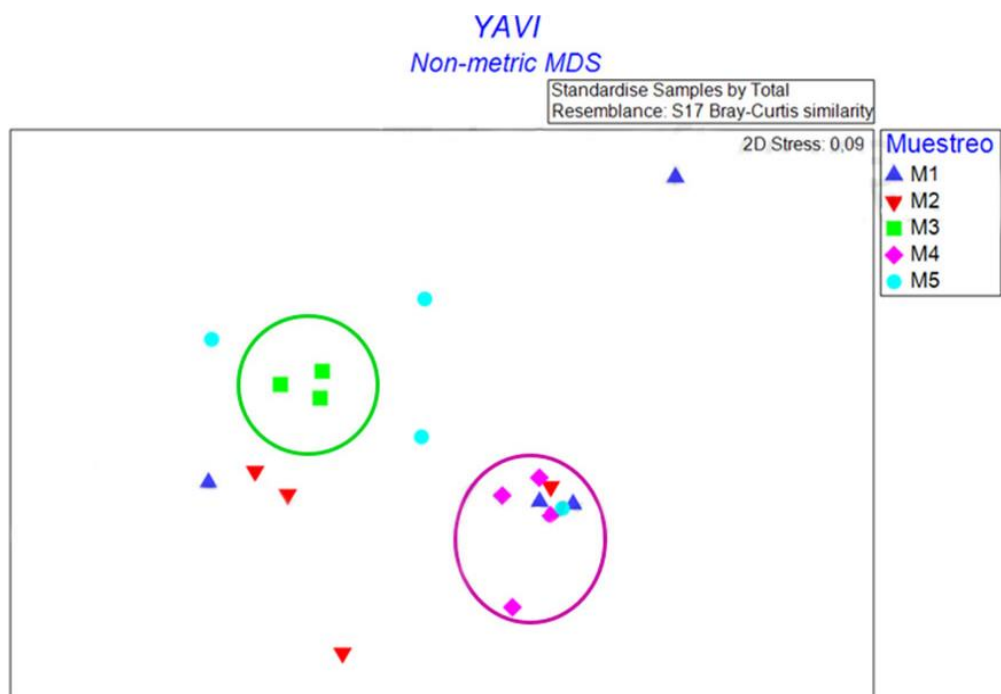 YAVI
Non-metric MDS
Standardise Samples by Total
Resemblance: S17 Bray-Curtis similarity
2D Stress: 0,09
Muestreo
M1
M2
M3
M4
M5